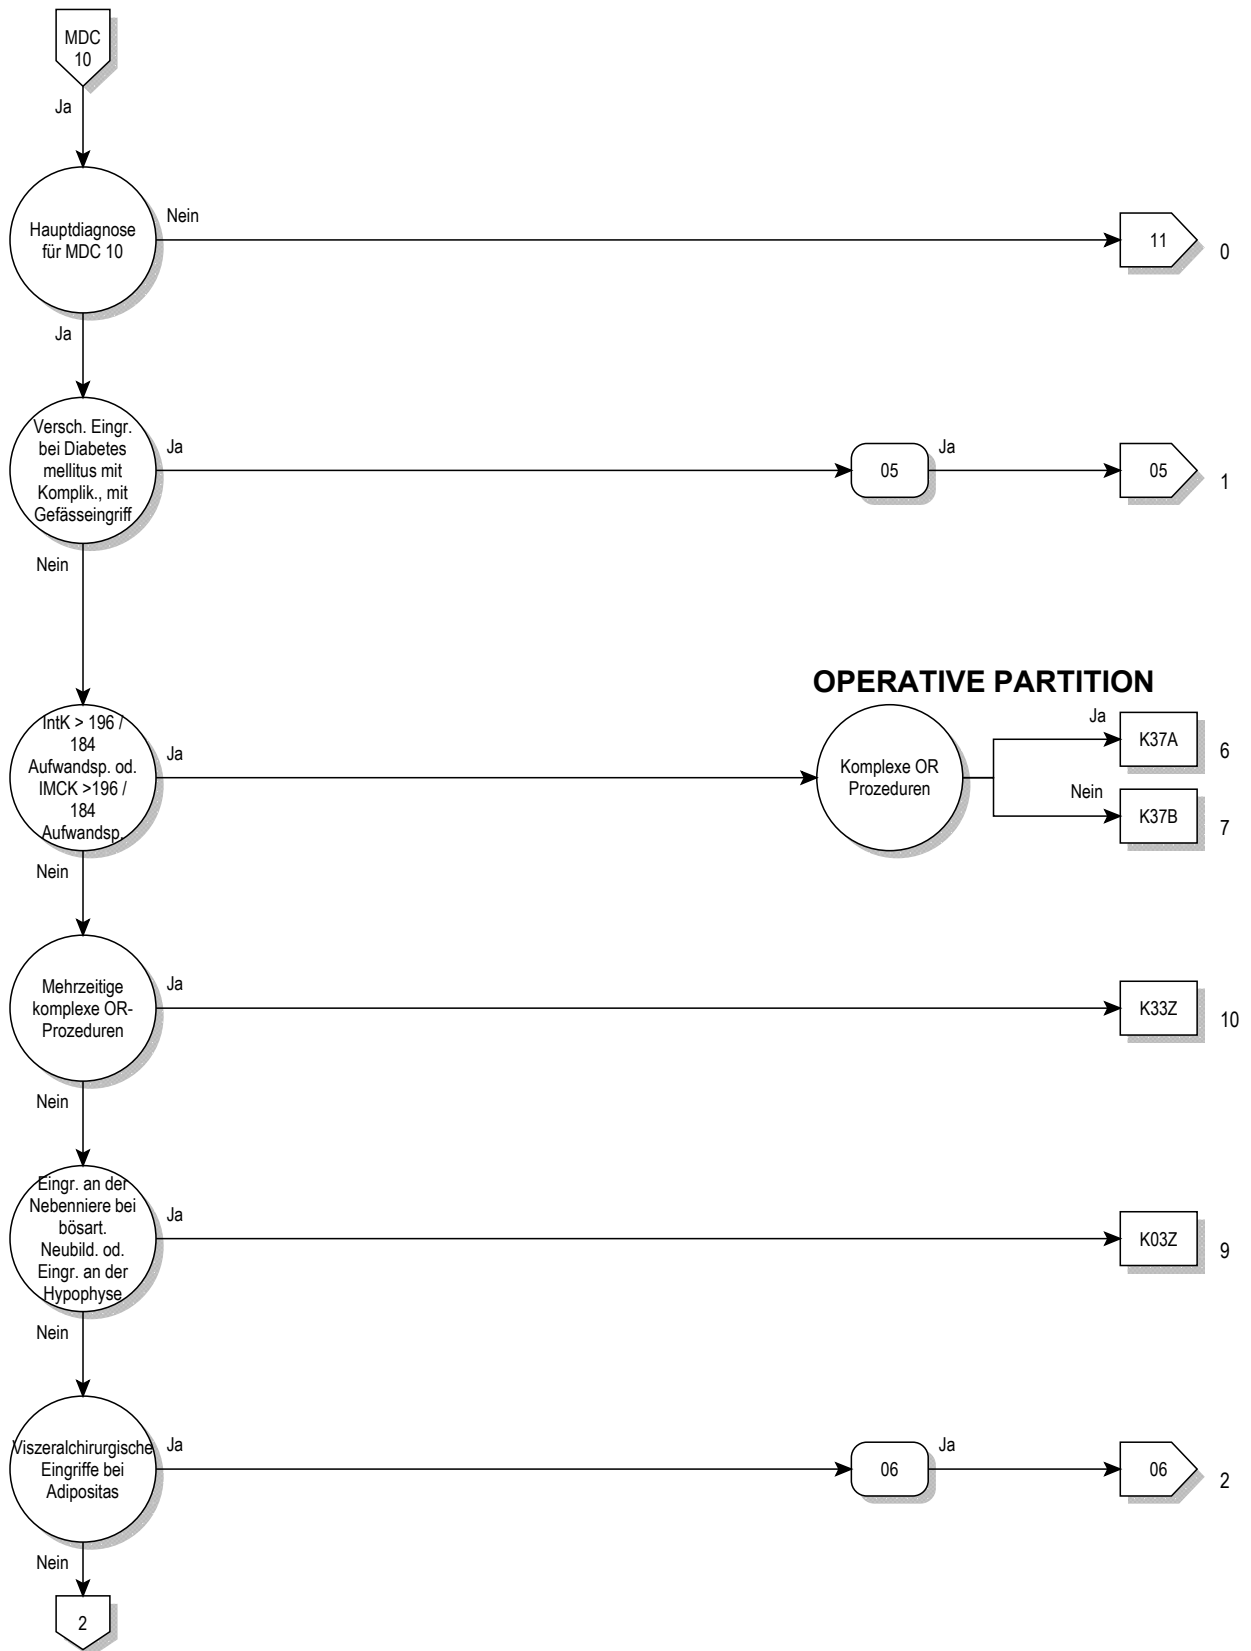 MDC
10
Ja
Hauptdiagnose
für MDC 10
Nein
11
0
Ja
Versch. Eingr.
bei Diabetes
mellitus mit
Komplik., mit
Gefässeingriff
Ja
05
Ja
05
1
Nein
OPERATIVE PARTITION
IntK > 196 /
184
Aufwandsp. od.
IMCK >196 /
184
Aufwandsp.
Ja
Komplexe OR
Prozeduren
Ja
K37A
6
Nein
K37B
7
Nein
Mehrzeitige
komplexe OR-
Prozeduren
Ja
K33Z
10
Nein
Eingr. an der
Nebenniere bei
bösart.
Neubild. od.
Eingr. an der
Hypophyse
Ja
K03Z
9
Nein
Viszeralchirurgische
Eingriffe bei
Adipositas
Ja
06
Ja
06
2
Nein
2